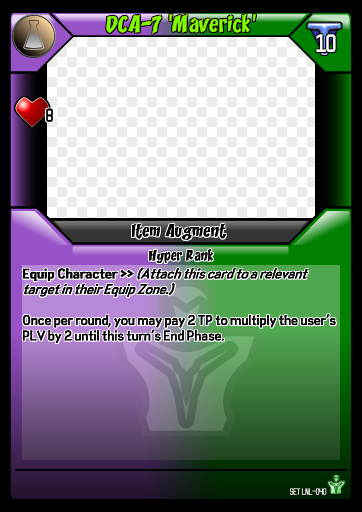 DCA-7 'Maverick'
10
8
Item Augment
Hyper Rank
Equip Character >> (Attach this card to a relevant
target in their Equip Zone.)
Once per round, you may pay 2 TP to multiply the user's
PLV by 2 until this turn's End Phase.
SET LNL-040